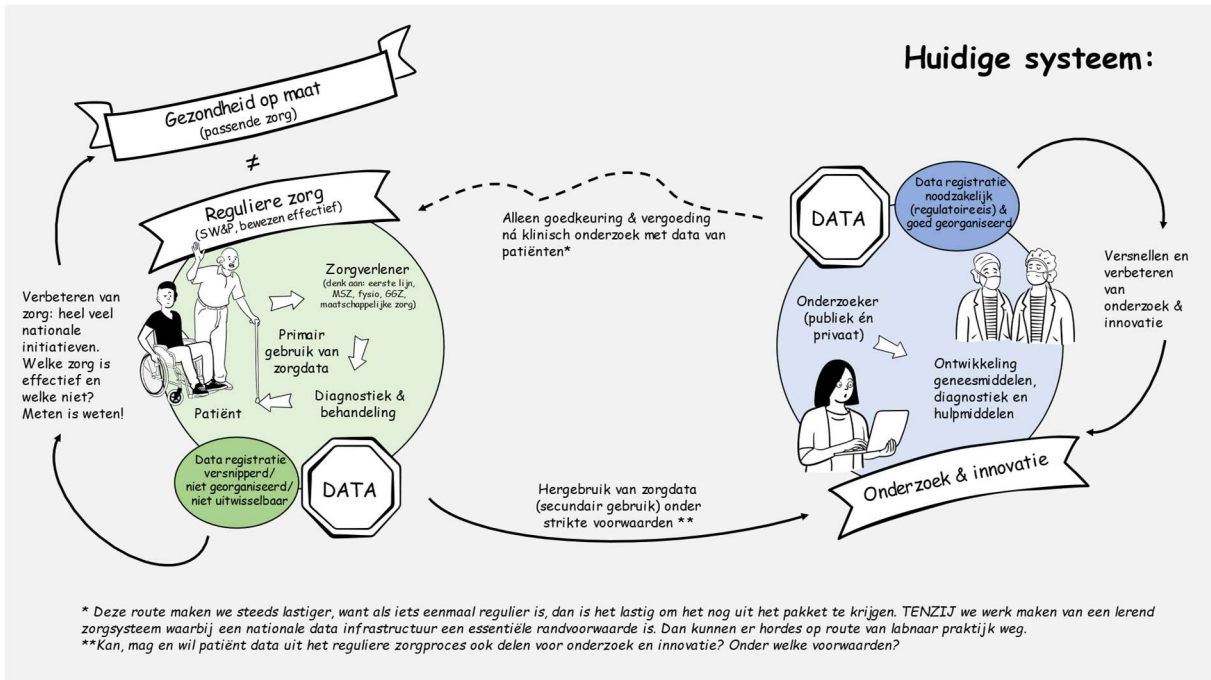 Huidige systeem:
Gezondheid op maat
(passende zorg)
≠
Reguliere zorg
(SW&P, bewezen effectief)
Zorgverlener
(denk aan: eerste lijn,
MSZ, fysio, GGZ,
maatschappelijke zorg)
Primair
gebruik van
zorgdata
Diagnostiek &
behandeling
Patiënt
Data registratie
versnipperd/
niet georganiseerd/
niet uitwisselbaar
DATA
Verbeteren van
zorg: heel veel
nationale
initiatieven.
Welke zorg is
effectief en
welke niet?
Meten is weten!
Alleen goedkeuring & vergoeding
ná klinisch onderzoek met data van
patiënten*
Hergebruik van zorgdata
(secundair gebruik) onder
strikte voorwaarden **
DATA
Data registratie
noodzakelijk
(regulatoireeis) &
goed georganiseerd
Onderzoeker
(publiek én
privaat)
Ontwikkeling
geneesmiddelen,
diagnostiek en
hulpmiddelen
Onderzoek & innovatie
Versnellen en
verbeteren
van
onderzoek &
innovatie
* Deze route maken we steeds lastiger, want als iets eenmaal regulier is, dan is het lastig om het nog uit het pakket te krijgen. TENZIJ we werk maken van een lerend
zorgsysteem waarbij een nationale data infrastructuur een essentiële randvoorwaarde is. Dan kunnen er hordes op route van labnaar praktijk weg.
**Kan, mag en wil patiënt data uit het reguliere zorgproces ook delen voor onderzoek en innovatie? Onder welke voorwaarden?